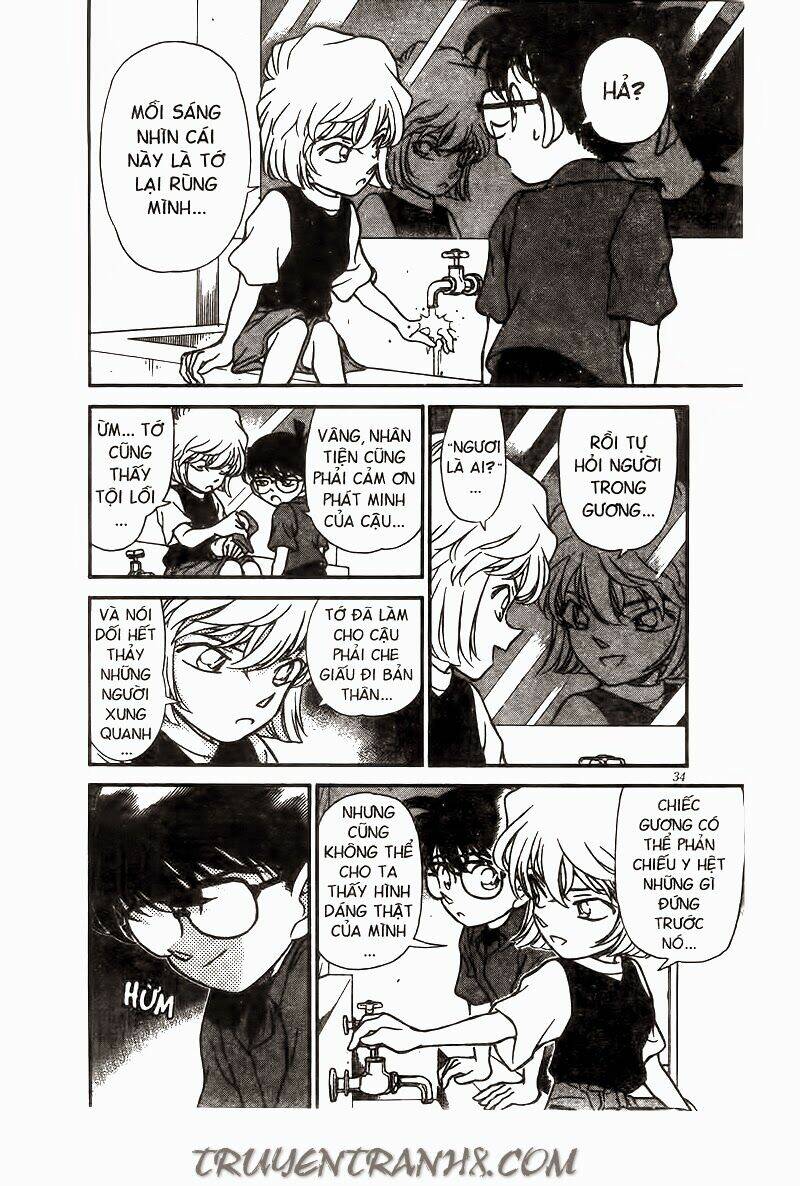 HẢ?
MỖI SÁNG
NHÌN CÁI
NÀY LÀ TỚ
LẠI RÙNG
MÌNH...
RỒI TỰ
HỎI NGƯỜI
TRONG
GƯƠNG...
"NGƯƠI
LÀ AI?"
...
VÂNG, NHÂN
TIỆN CŨNG
PHẢI CẢM ƠN
PHÁT MINH
CỦA CẬU...
ỪM... TỚ
CŨNG
THẤY
TỘI LỖI
...
TỚ ĐÃ LÀM
CHO CẬU
PHẢI CHE
GIẤU ĐI BẢN
THÂN...
VÀ NÓI
DỐI HẾT
THẢY
NHỮNG
NGƯỜI
XUNG
QUANH
...
34
CHIẾC
GƯƠNG CÓ
THỂ PHẢN
CHIẾU Y HỆT
NHỮNG GÌ
ĐỨNG
TRƯỚC
NÓ...
NHƯNG
CŨNG
KHÔNG THỂ
CHO TA
THẤY HÌNH
DÁNG THẬT
CỦA MÌNH
...
HỪM
TRUYENTRANH8.COM